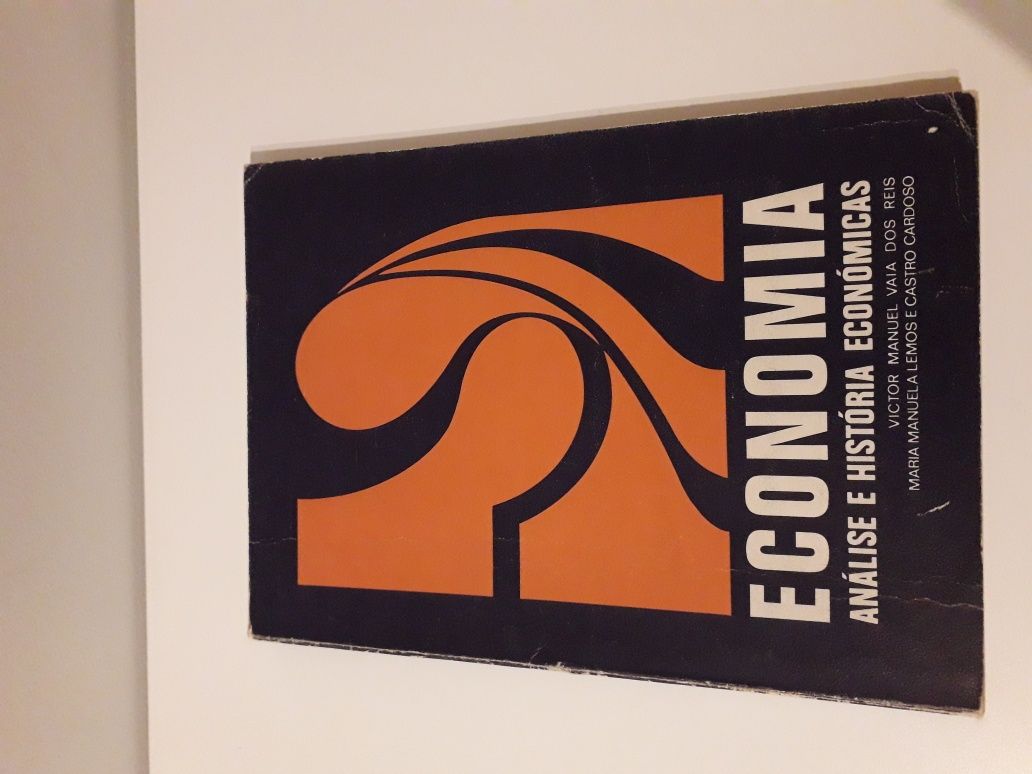 ECONOMIA
ANÁLISE E HISTÓRIA ECONÓMICAS
VICTOR MANUEL VAIA DOS REIS
MARIA MANUELA LEMOS E CASTRO CARDOSO